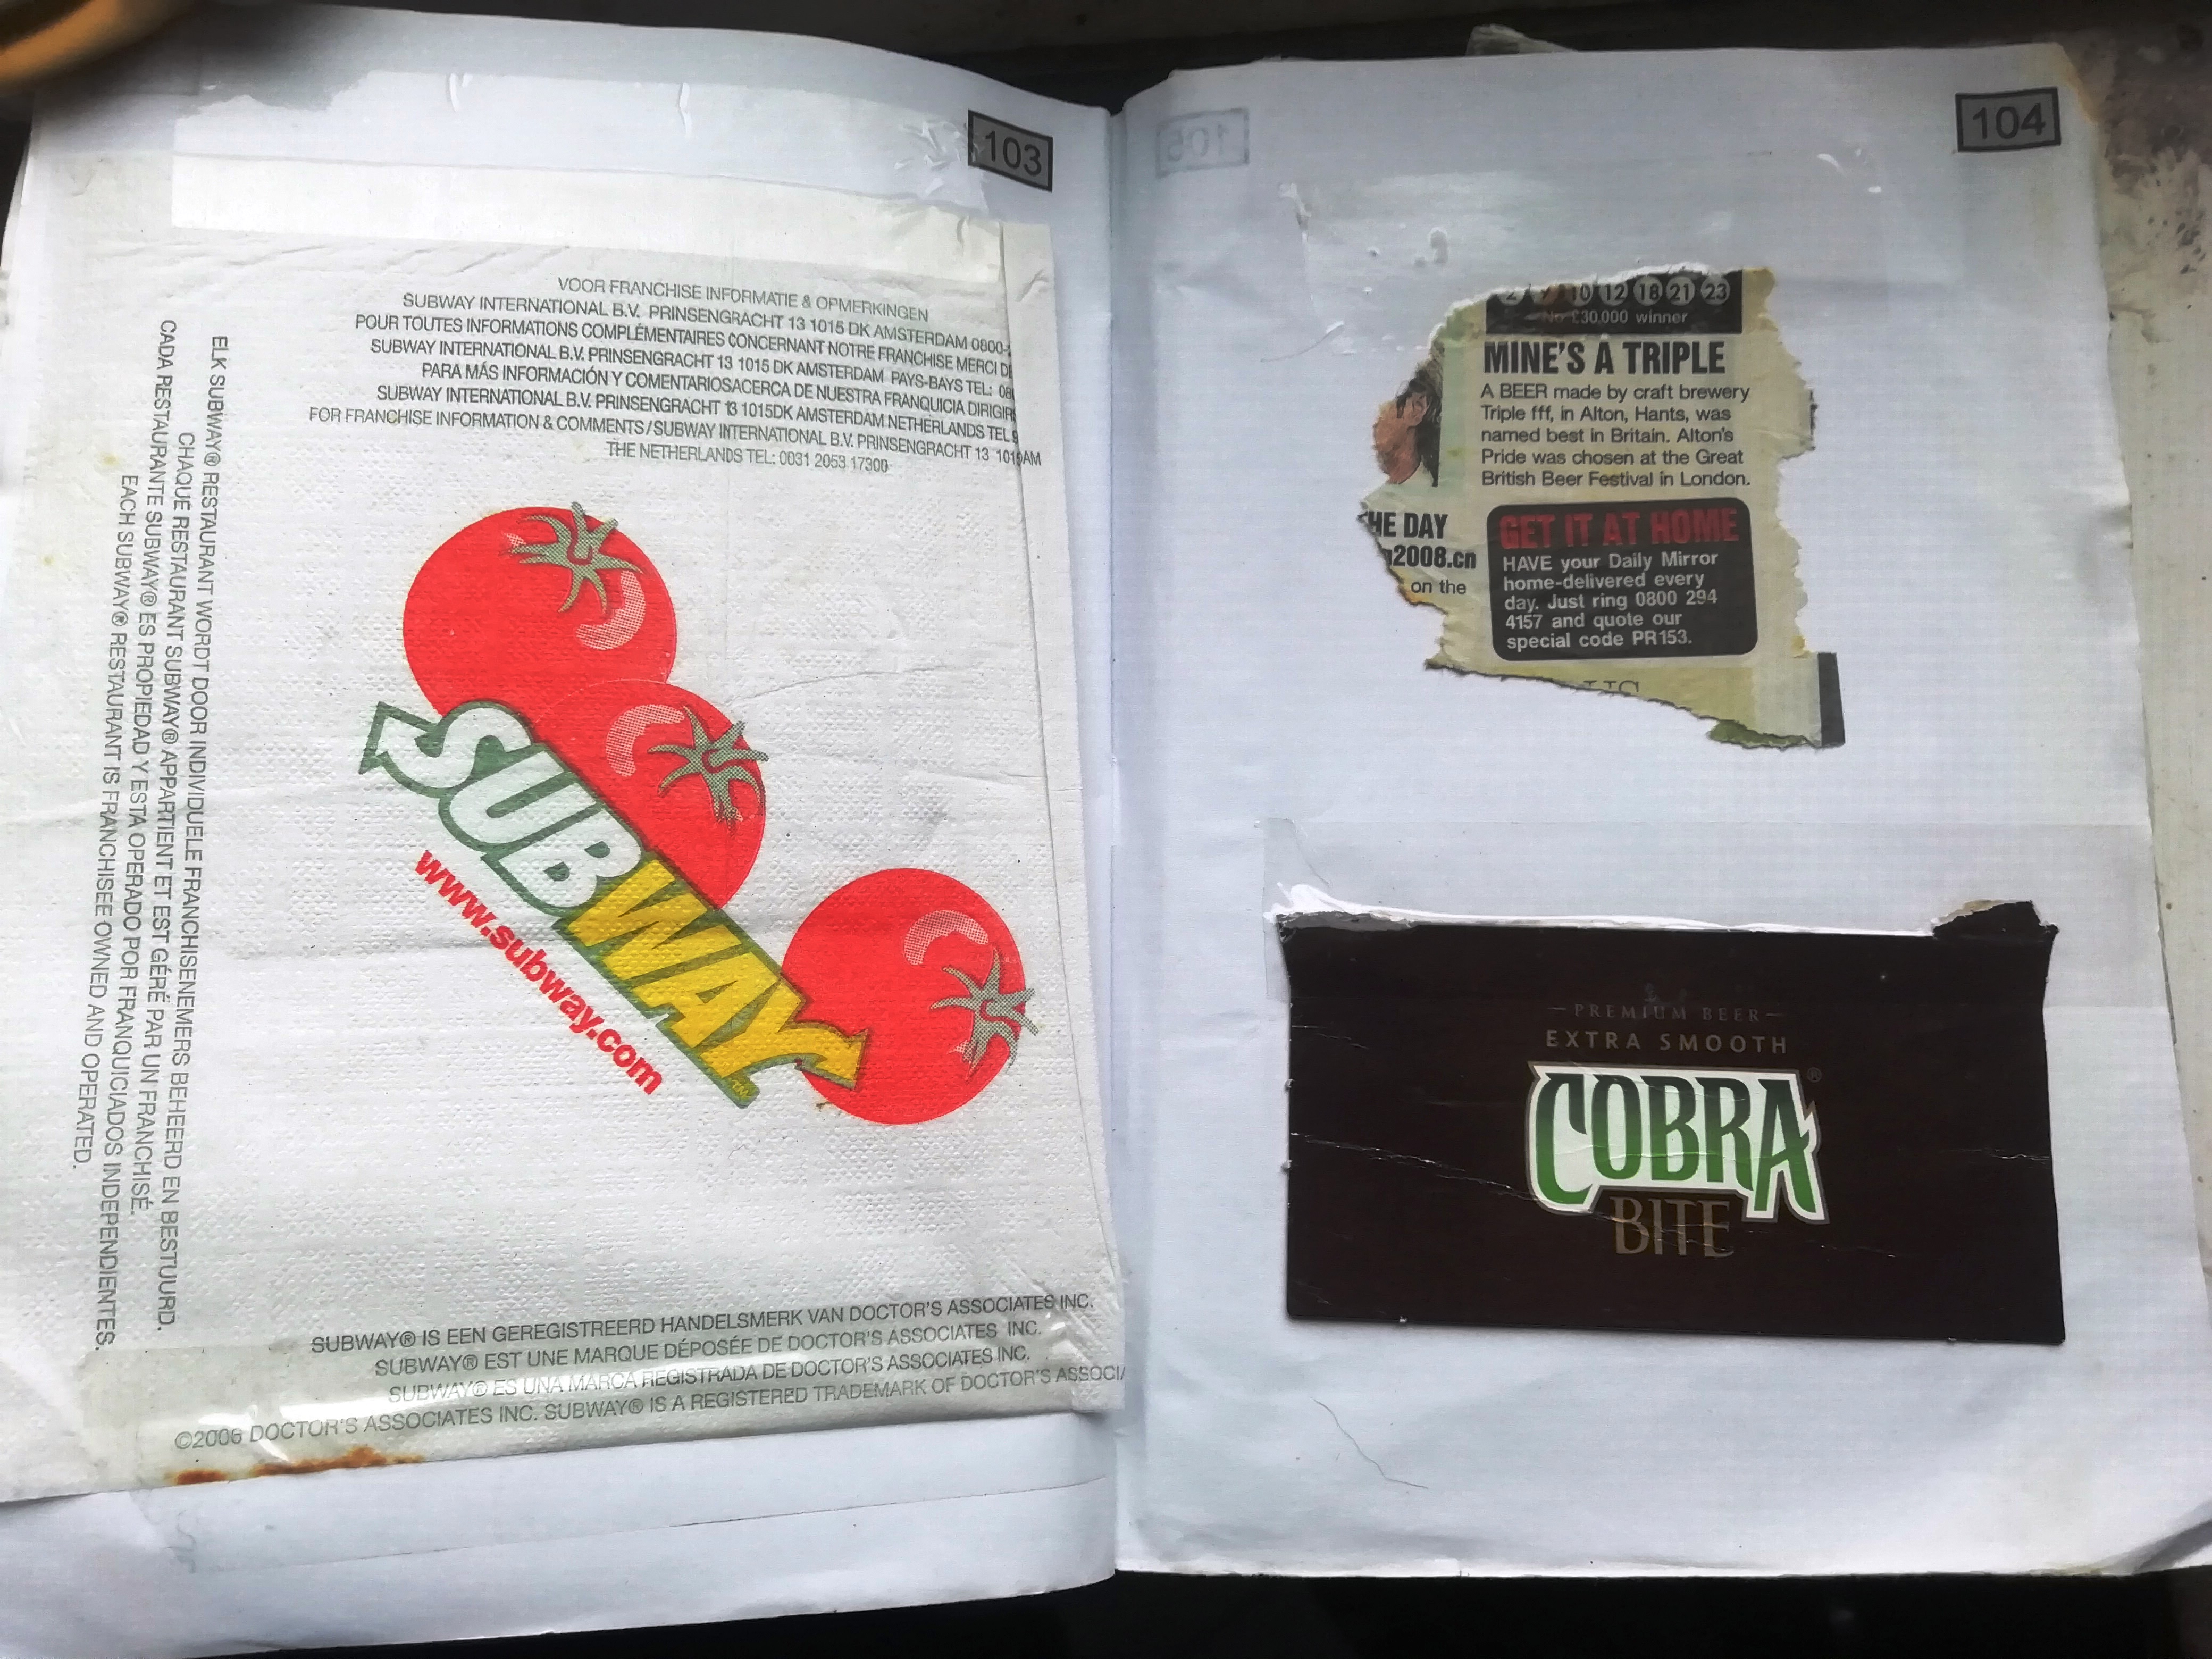 103
VOOR FRANCHISE INFORMATIE & OPMERKINGEN
SUBWAY INTERNATIONAL B.V. PRINSENGRACHT 13 1015 DK AMSTERDAM 0800-
POUR TOUTES INFORMATIONS COMPLÉMENTAIRES CONCERNANT NOTRE FRANCHISE MERCI
SUBWAY INTERNATIONAL B.V. PRINSENGRACHT 13 1015 DK AMSTERDAM PAYS-BAS TEL:
PARA MÁS INFORMACIÓN Y COMENTARIOSACERCA DE NUESTRA FRANQUICIA
SUBWAY INTERNATIONAL B.V. PRINSENGRACHT 13 1015DK AMSTERDAM NETHERLANDS TEL
FOR FRANCHISE INFORMATION & COMMENTS/SUBWAY INTERNATIONAL B.V. PRINSENGRACHT 13
THE NETHERLANDS TEL: 0031 2053 17300
ELK SUBWAY® RESTAURANT WORDT DOOR INDIVIDUELE FRANCHISENEMERS BEHEERD EN BESTUURD.
CHAQUE RESTAURANT SUBWAY® APPARTIENT ET EST GÉRÉ PAR UN FRANCHISÉ.
CADA RESTAURANTE SUBWAY® ES PROPIEDAD Y ESTA OPERADO POR FRANQUICIADOS INDEPENDIENTES.
EACH SUBWAY® RESTAURANT IS FRANCHISEE OWNED AND OPERATED.
SUBWAY™
www.subway.com
SUBWAY® IS EEN GEREGISTREERD HANDELSMERK VAN DOCTOR'S ASSOCIATES INC.
SUBWAY® EST UNE MARQUE DÉPOSÉE DE DOCTOR'S ASSOCIATES INC.
SUBWAY® ES UNA MARCA REGISTRADA DE DOCTOR'S ASSOCIATES INC.
©2006 DOCTOR'S ASSOCIATES INC. SUBWAY® IS A REGISTERED TRADEMARK OF DOCTOR'S
104
105
10 12 18 21 23
No £30,000 winner
MINE'S A TRIPLE
A BEER made by craft brewery
Triple fff, in Alton, Hants, was
named best in Britain. Alton's
Pride was chosen at the Great
British Beer Festival in London.
HE DAY
2008.cn
on the
GET IT AT HOME
HAVE your Daily Mirror
home-delivered every
day. Just ring 0800 294
4157 and quote our
special code PR153.
PREMIUM BEER
EXTRA SMOOTH
COBRA®
BITE